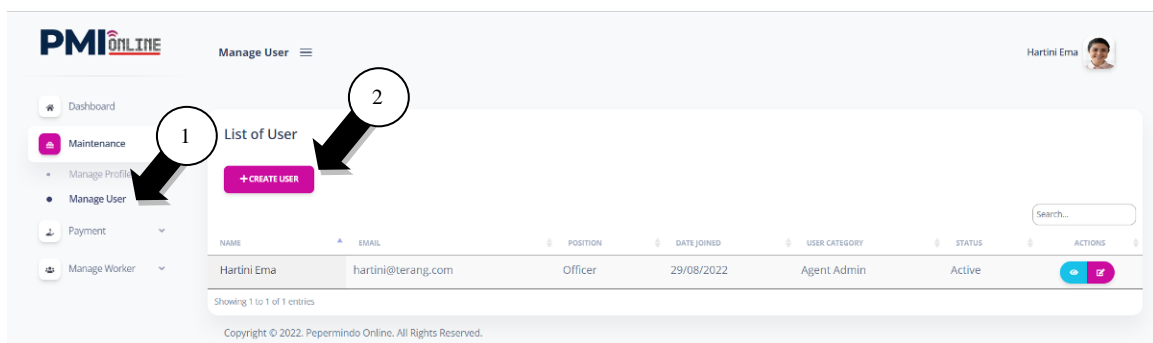 PMI ONLINE
Manage User
Hartini Ema
Dashboard
Maintenance
1
2
Manage Profile
Manage User
Payment
Manage Worker
List of User
+ CREATE USER
Search...
NAME EMAIL POSITION DATE JOINED USER CATEGORY STATUS ACTIONS
Hartini Ema hartini@terang.com Officer 29/08/2022 Agent Admin Active
Showing 1 to 1 of 1 entries
Copyright © 2022. Pepermindo Online. All Rights Reserved.